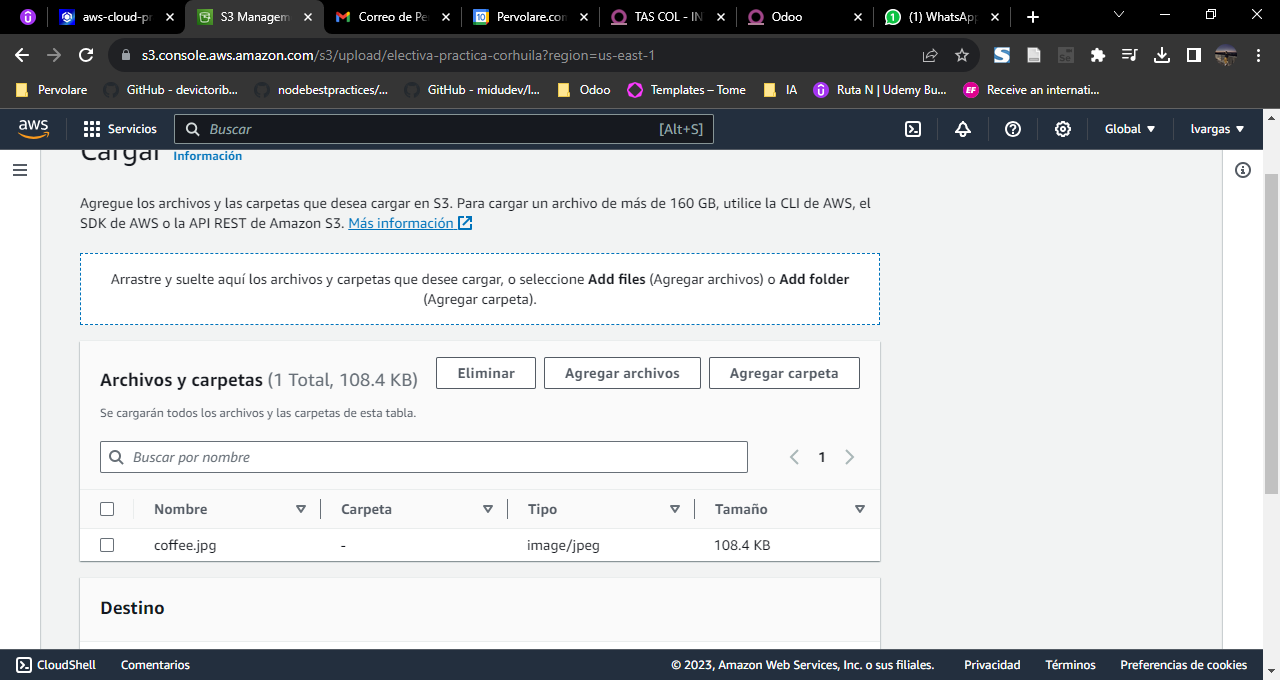 aws-cloud-pr
S3 Managem
Correo de Pe
Pervolare.com
TAS COL - IN
Odoo
(1) WhatsApp
s3.console.aws.amazon.com/s3/upload/electiva-practica-corhuila?region=us-east-1
Pervolare
GitHub - devictorib...
nodebestpractices/...
GitHub - midudev/l...
Odoo
Templates – Tome
IA
Ruta N | Udemy Bu...
Receive an internati...
aws
Servicios
Buscar
[Alt+S]
Global
lvargas
Cargar
Información
Agregue los archivos y las carpetas que desea cargar en S3. Para cargar un archivo de más de 160 GB, utilice la CLI de AWS, el
SDK de AWS o la API REST de Amazon S3. Más información
Arrastre y suelte aquí los archivos y carpetas que desee cargar, o seleccione Add files (Agregar archivos) o Add folder
(Agregar carpeta).
Archivos y carpetas (1 Total, 108.4 KB)
Eliminar
Agregar archivos
Agregar carpeta
Se cargarán todos los archivos y las carpetas de esta tabla.
Buscar por nombre
1
Nombre
Carpeta
Tipo
Tamaño
coffee.jpg
-
image/jpeg
108.4 KB
Destino
CloudShell
Comentarios
© 2023, Amazon Web Services, Inc. o sus filiales.
Privacidad
Términos
Preferencias de cookies